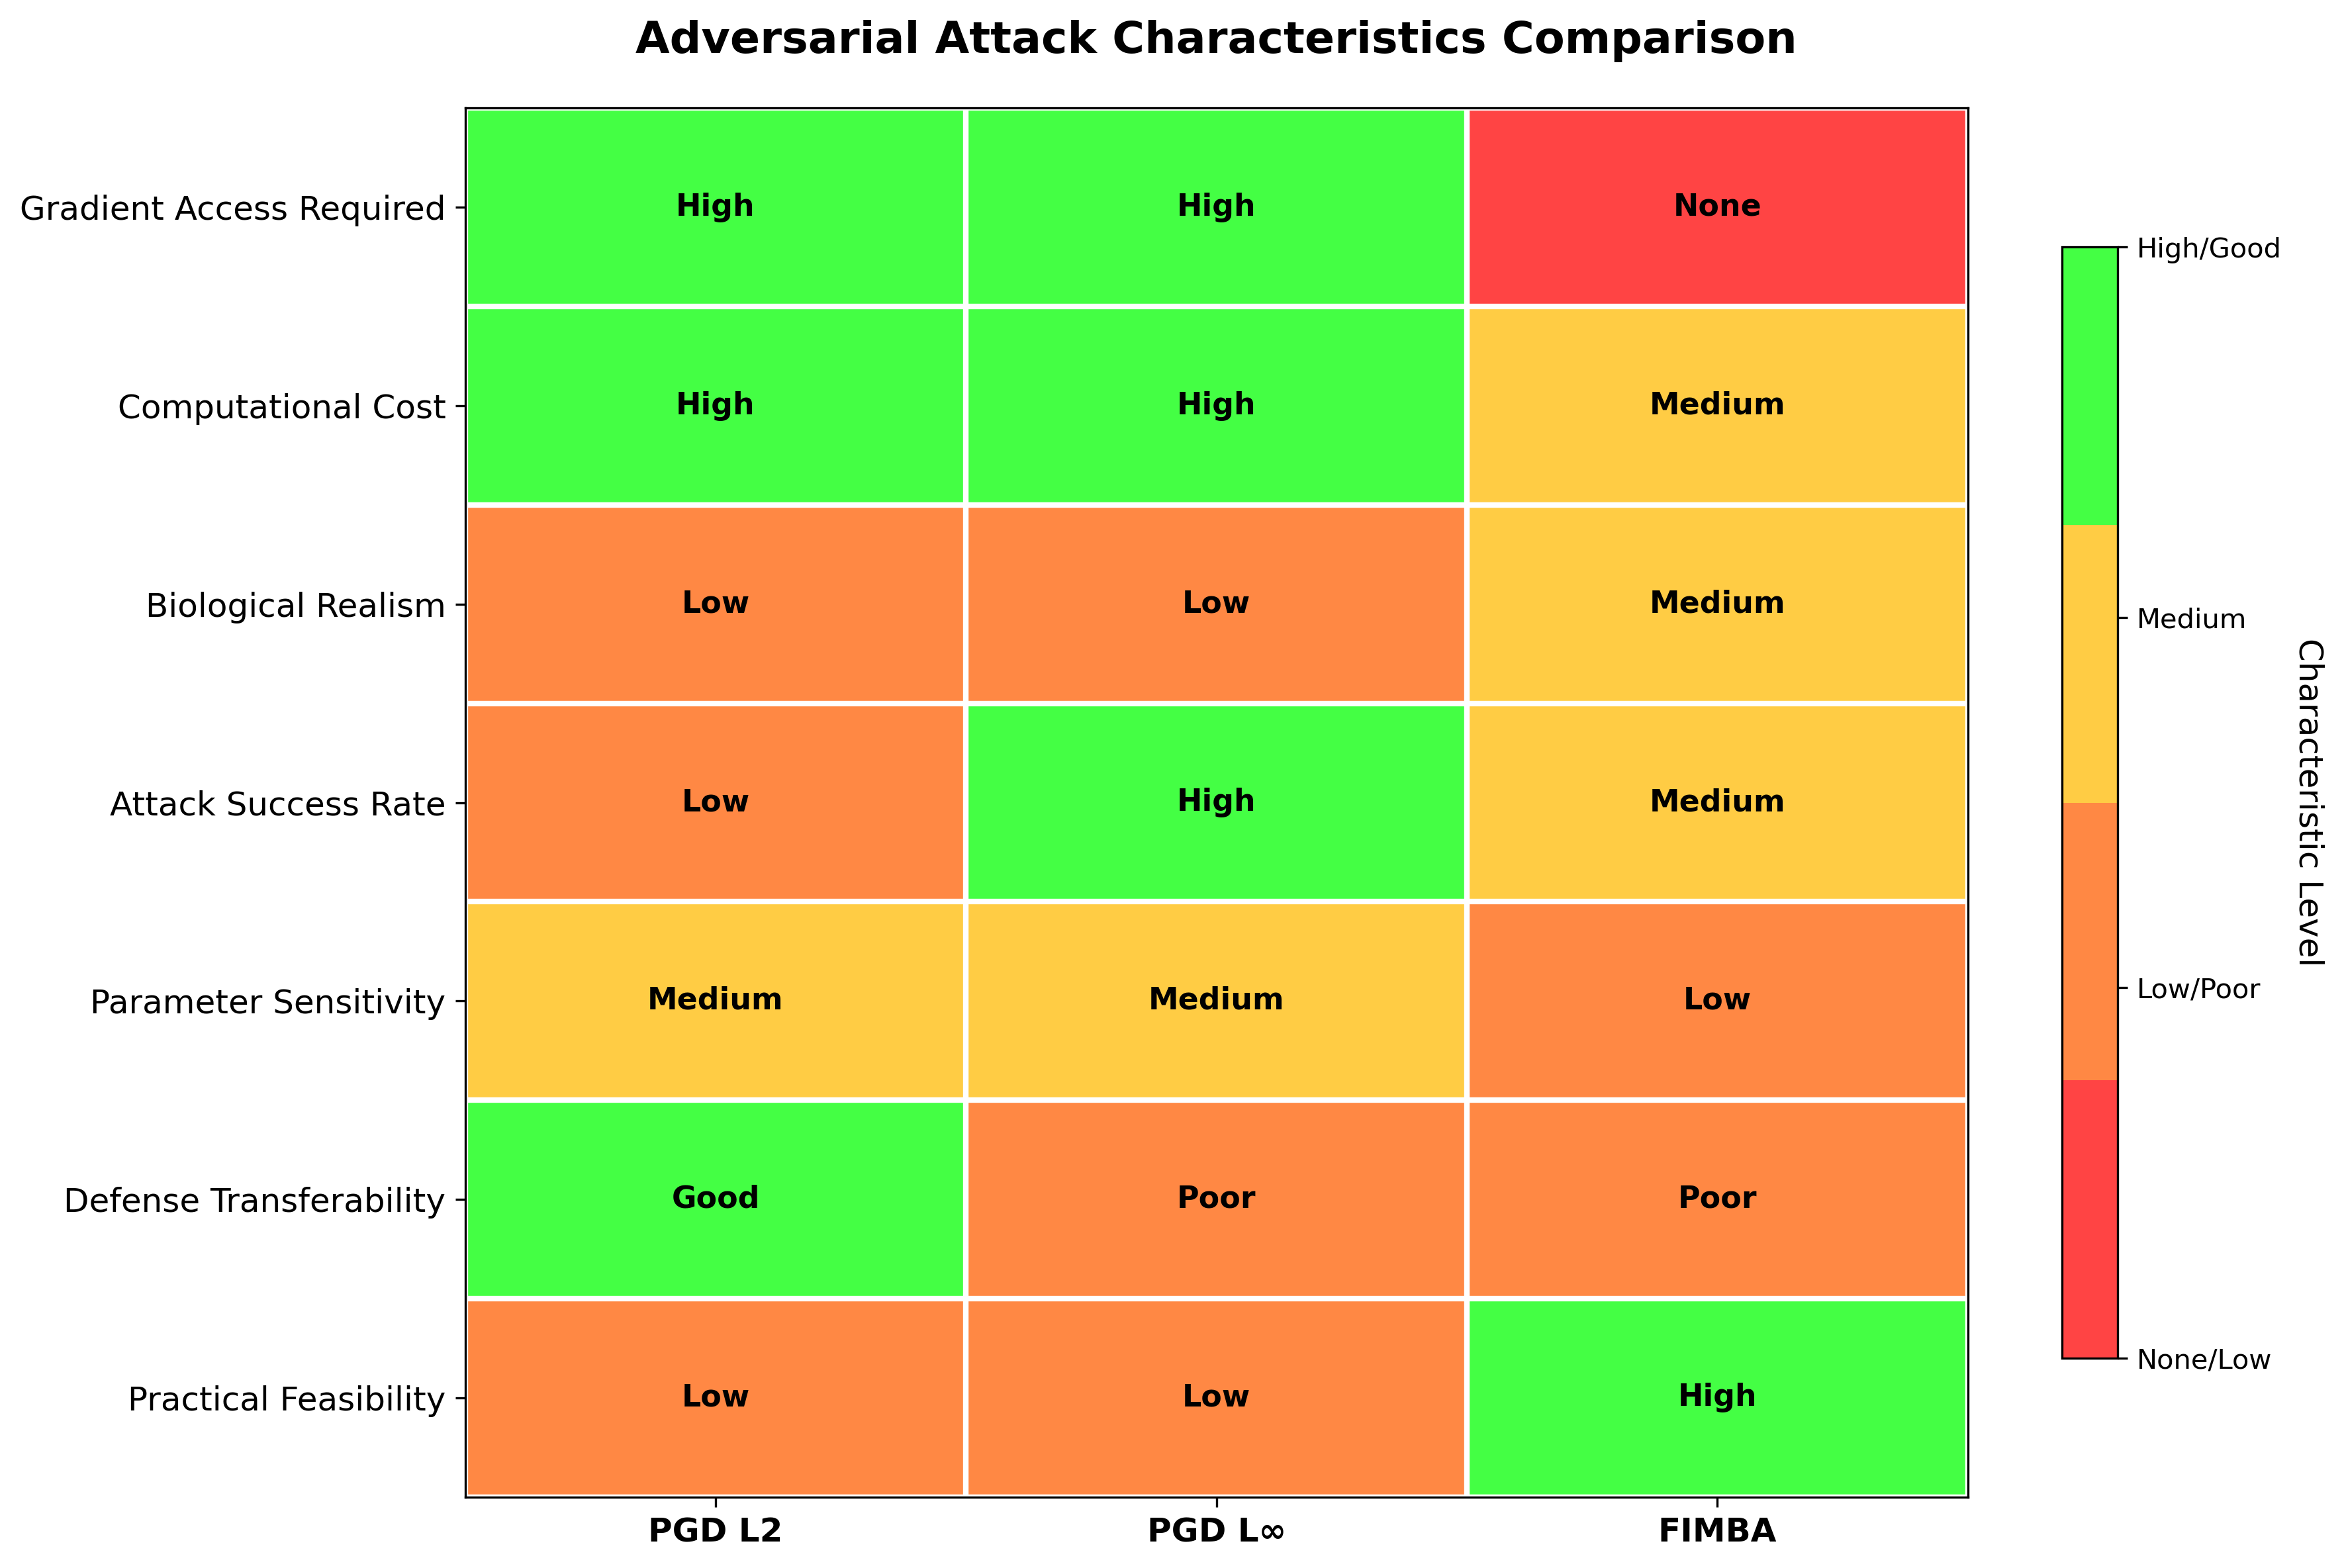 Adversarial Attack Characteristics Comparison
Gradient Access Required
High
High
None
Computational Cost
High
High
Medium
Biological Realism
Low
Low
Medium
Attack Success Rate
Low
High
Medium
Parameter Sensitivity
Medium
Medium
Low
Defense Transferability
Good
Poor
Poor
Practical Feasibility
Low
Low
High
PGD L2
PGD L∞
FIMBA
High/Good
Medium
Low/Poor
None/Low
Characteristic Level